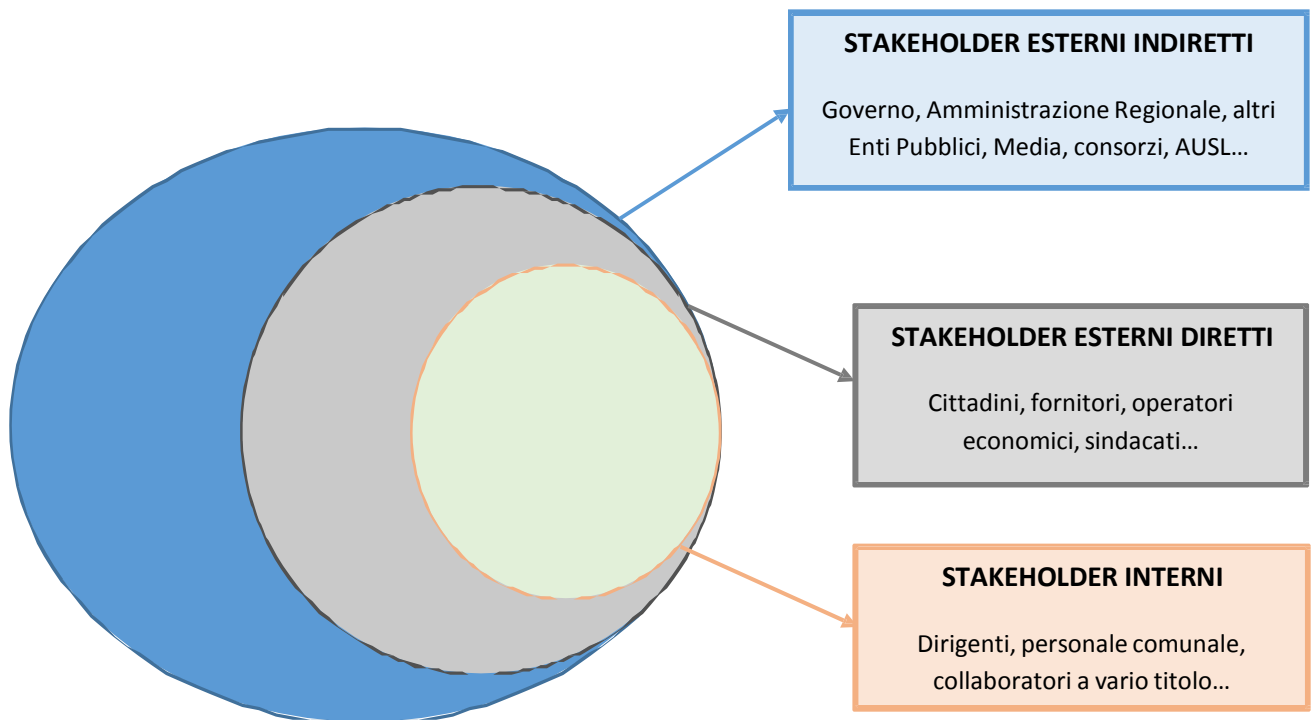 STAKEHOLDER ESTERNI INDIRETTI
Governo, Amministrazione Regionale, altri
Enti Pubblici, Media, consorzi, AUSL…
STAKEHOLDER ESTERNI DIRETTI
Cittadini, fornitori, operatori
economici, sindacati…
STAKEHOLDER INTERNI
Dirigenti, personale comunale,
collaboratori a vario titolo…